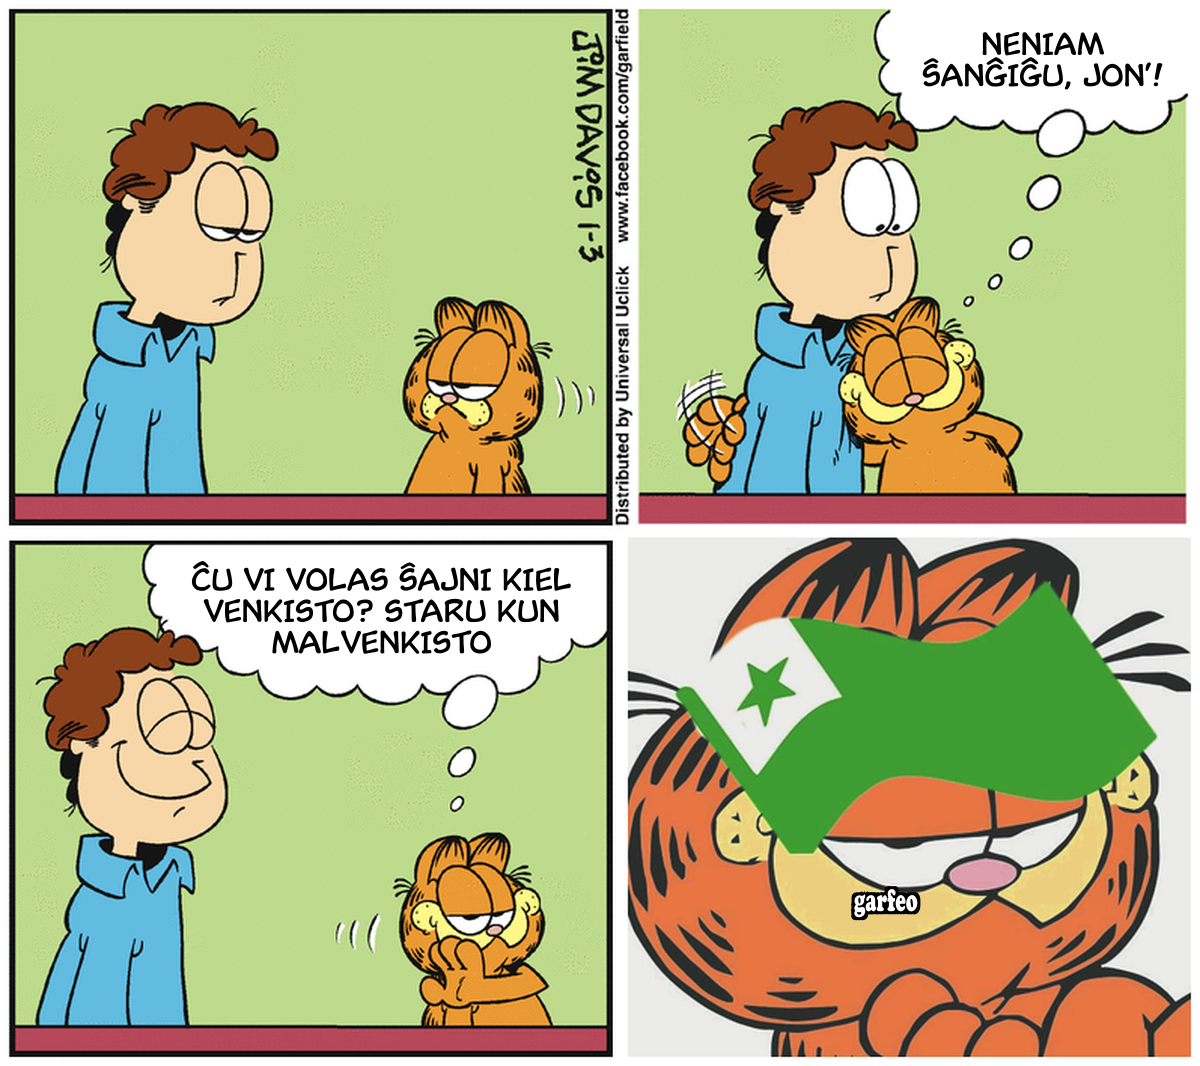 JIM DAVIS 1-3
Distributed by Universal Uclick www.facebook.com/garfield
NENIAM
ŜANĜIĜU, JON'!
ĈU VI VOLAS ŜAJNI KIEL
VENKISTO? STARU KUN
MALVENKISTO
garfeo